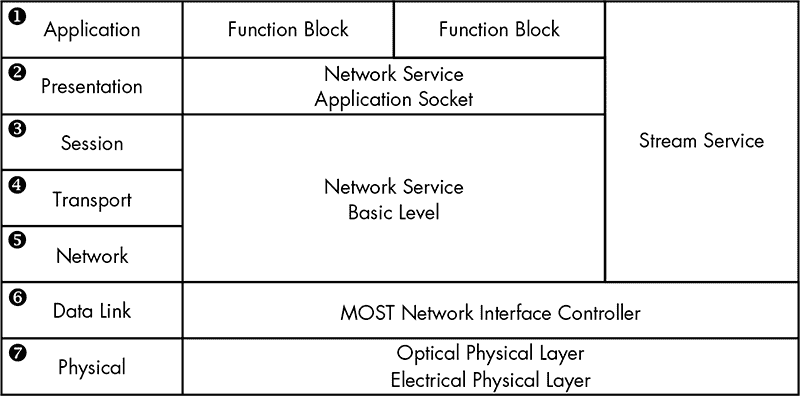 ❶ Application
Function Block
Function Block
❷ Presentation
Network Service
Application Socket
❸ Session
Stream Service
❹ Transport
Network Service
Basic Level
❺ Network
❻ Data Link
MOST Network Interface Controller
❼ Physical
Optical Physical Layer
Electrical Physical Layer